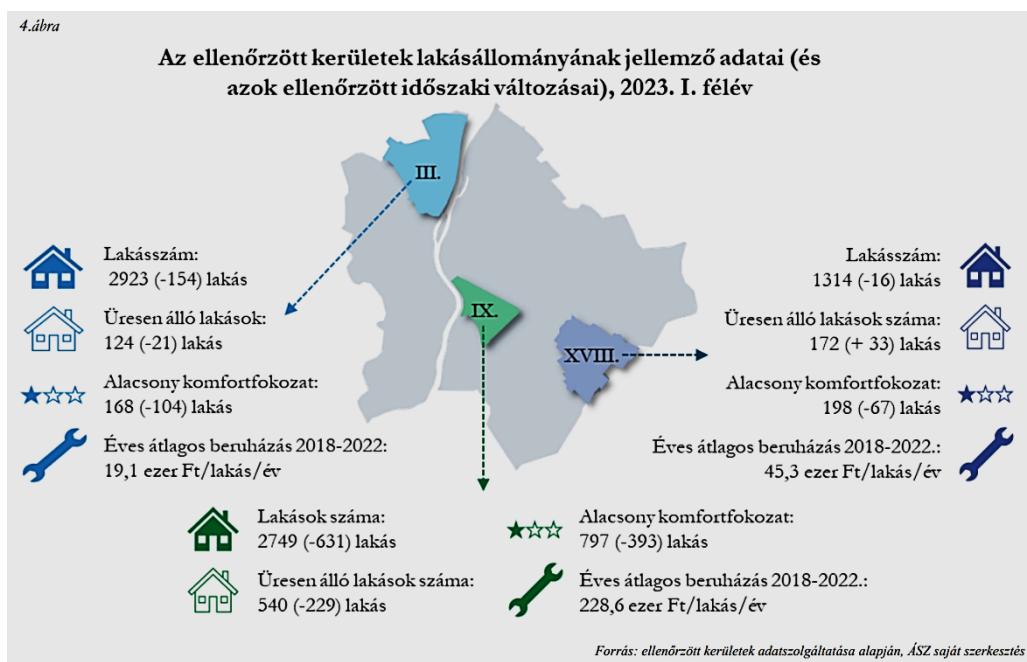 4.ábra
Az ellenőrzött kerületek lakásállományának jellemző adatai (és
azok ellenőrzött időszaki változásai), 2023. I. félév
III.
IX.
XVIII.
Lakásszám:
2923 (-154) lakás
Üresen álló lakások:
124 (-21) lakás
Alacsony komfortfokozat:
168 (-104) lakás
Éves átlagos beruházás 2018-2022:
19,1 ezer Ft/lakás/év
Lakásszám:
1314 (-16) lakás
Üresen álló lakások száma:
172 (+ 33) lakás
Alacsony komfortfokozat:
198 (-67) lakás
Éves átlagos beruházás 2018-2022.:
45,3 ezer Ft/lakás/év
Lakások száma:
2749 (-631) lakás
Üresen álló lakások száma:
540 (-229) lakás
Alacsony komfortfokozat:
797 (-393) lakás
Éves átlagos beruházás 2018-2022.:
228,6 ezer Ft/lakás/év
Forrás: ellenőrzött kerületek adatszolgáltatása alapján, ÁSZ saját szerkesztés